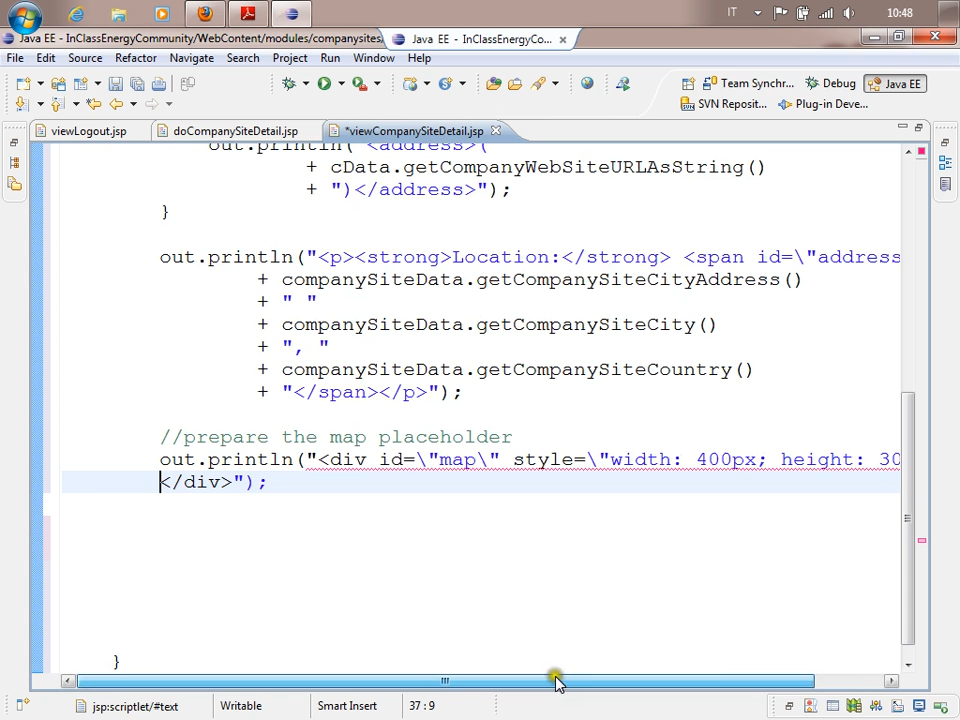 IT 10:48
Java EE - InClassEnergyCommunity/WebContent/modules/companysites/
Java EE - InClassEnergyCo...
File Edit Source Refactor Navigate Search Project Run Window Help
Team Synchr... Debug Java EE
SVN Reposit... Plug-in Deve...
viewLogout.jsp doCompanySiteDetail.jsp *viewCompanySiteDetail.jsp
out.println(" <address>(
+ cData.getCompanyWebSiteURLAsString()
+ ")</address>");
}
out.println("<p><strong>Location:</strong> <span id=\"address
+ companySiteData.getCompanySiteCityAddress()
+ " "
+ companySiteData.getCompanySiteCity()
+ ", "
+ companySiteData.getCompanySiteCountry()
+ "</span></p>");
//prepare the map placeholder
out.println("<div id=\"map\" style=\"width: 400px; height: 30
</div>");
}
jsp:scriptlet/#text Writable Smart Insert 37 : 9